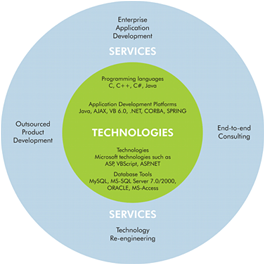 Enterprise
Application
Development
SERVICES
Programming languages
C, C++, C#, Java
Application Development Platforms
Java, AJAX, VB 6.0, .NET, CORBA, SPRING
Outsourced
Product
Development
TECHNOLOGIES
End-to-end
Consulting
Technologies
Microsoft technologies such as
ASP, VBScript, ASP.NET
Database Tools
MySQL, MS-SQL Server 7.0/2000,
ORACLE, MS-Access
SERVICES
Technology
Re-engineering